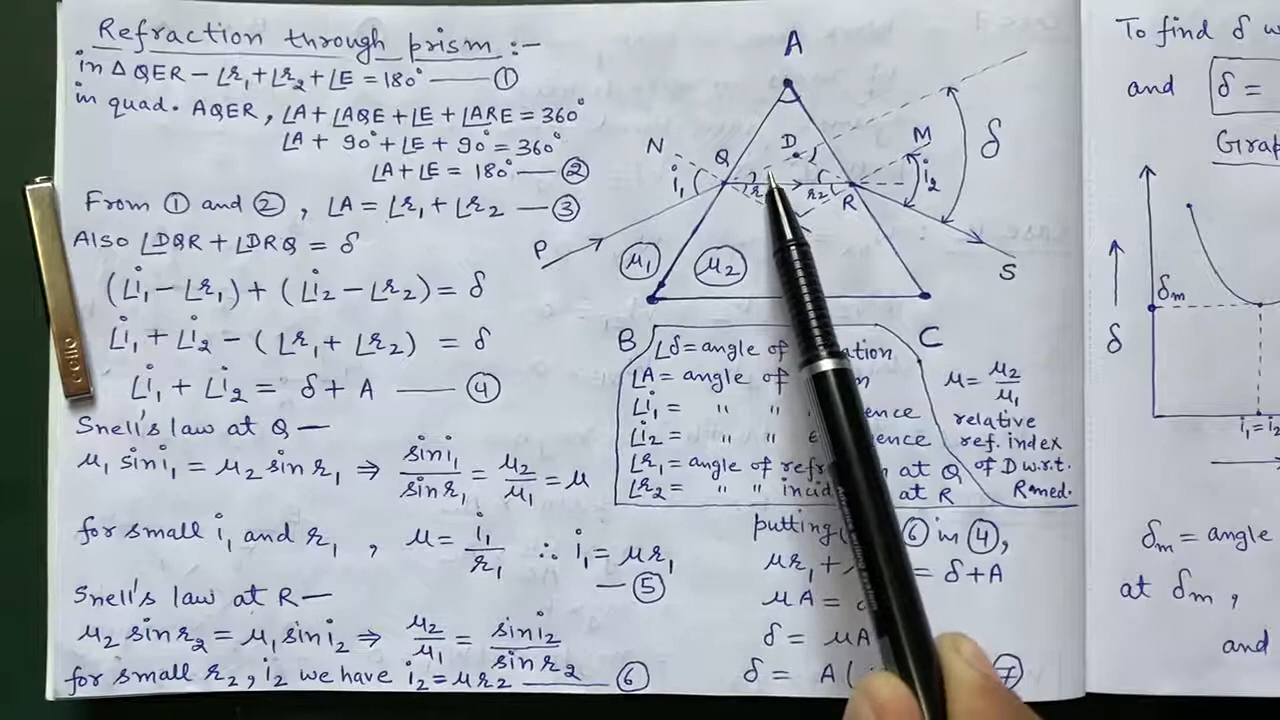 Refraction through prism :-
in Δ QER - ∠r₁ + ∠r₂ + ∠E = 180° —— ①
in quad. AQER, ∠A + ∠AQE + ∠E + ∠ARE = 360°
∠A + 90° + ∠E + 90° = 360°
∠A + ∠E = 180° — ②
From ① and ②, ∠A = ∠r₁ + ∠r₂ — ③
Also ∠DQR + ∠DRQ = δ
(∠i₁ - ∠r₁) + (∠i₂ - ∠r₂) = δ
∠i₁ + ∠i₂ - (∠r₁ + ∠r₂) = δ
∠i₁ + ∠i₂ = δ + A —— ④
Snell's law at Q —
μ₁ sin i₁ = μ₂ sin r₁ ⇒ sin i₁ / sin r₁ = μ₂ / μ₁ = μ
for small i₁ and r₁, μ = i₁ / r₁ ∴ i₁ = μr₁
— ⑤
Snell's law at R —
μ₂ sin r₂ = μ₁ sin i₂ ⇒ μ₂ / μ₁ = sin i₂ / sin r₂
for small r₂, i₂ we have i₂ = μr₂ —— ⑥
cello
A
N
Q
D
M
δ
i₁
r₂
R
i₂
P
μ₁
μ₂
S
B
C
∠δ = angle of
∠A = angle of
∠i₁ = " "
∠i₂ = " "
∠r₁ = angle of at Q
∠r₂ = " " at R
μ = μ₂ / μ₁
relative
ref. index
of D w.r.t.
R med.
putting ⑥ in ④,
μr₁ + = δ + A
μA =
δ = μA
δ = A(
⑦
To find δ
and δ =
δm
δ
i₁ = i₂
δm = angle
at δm,
and